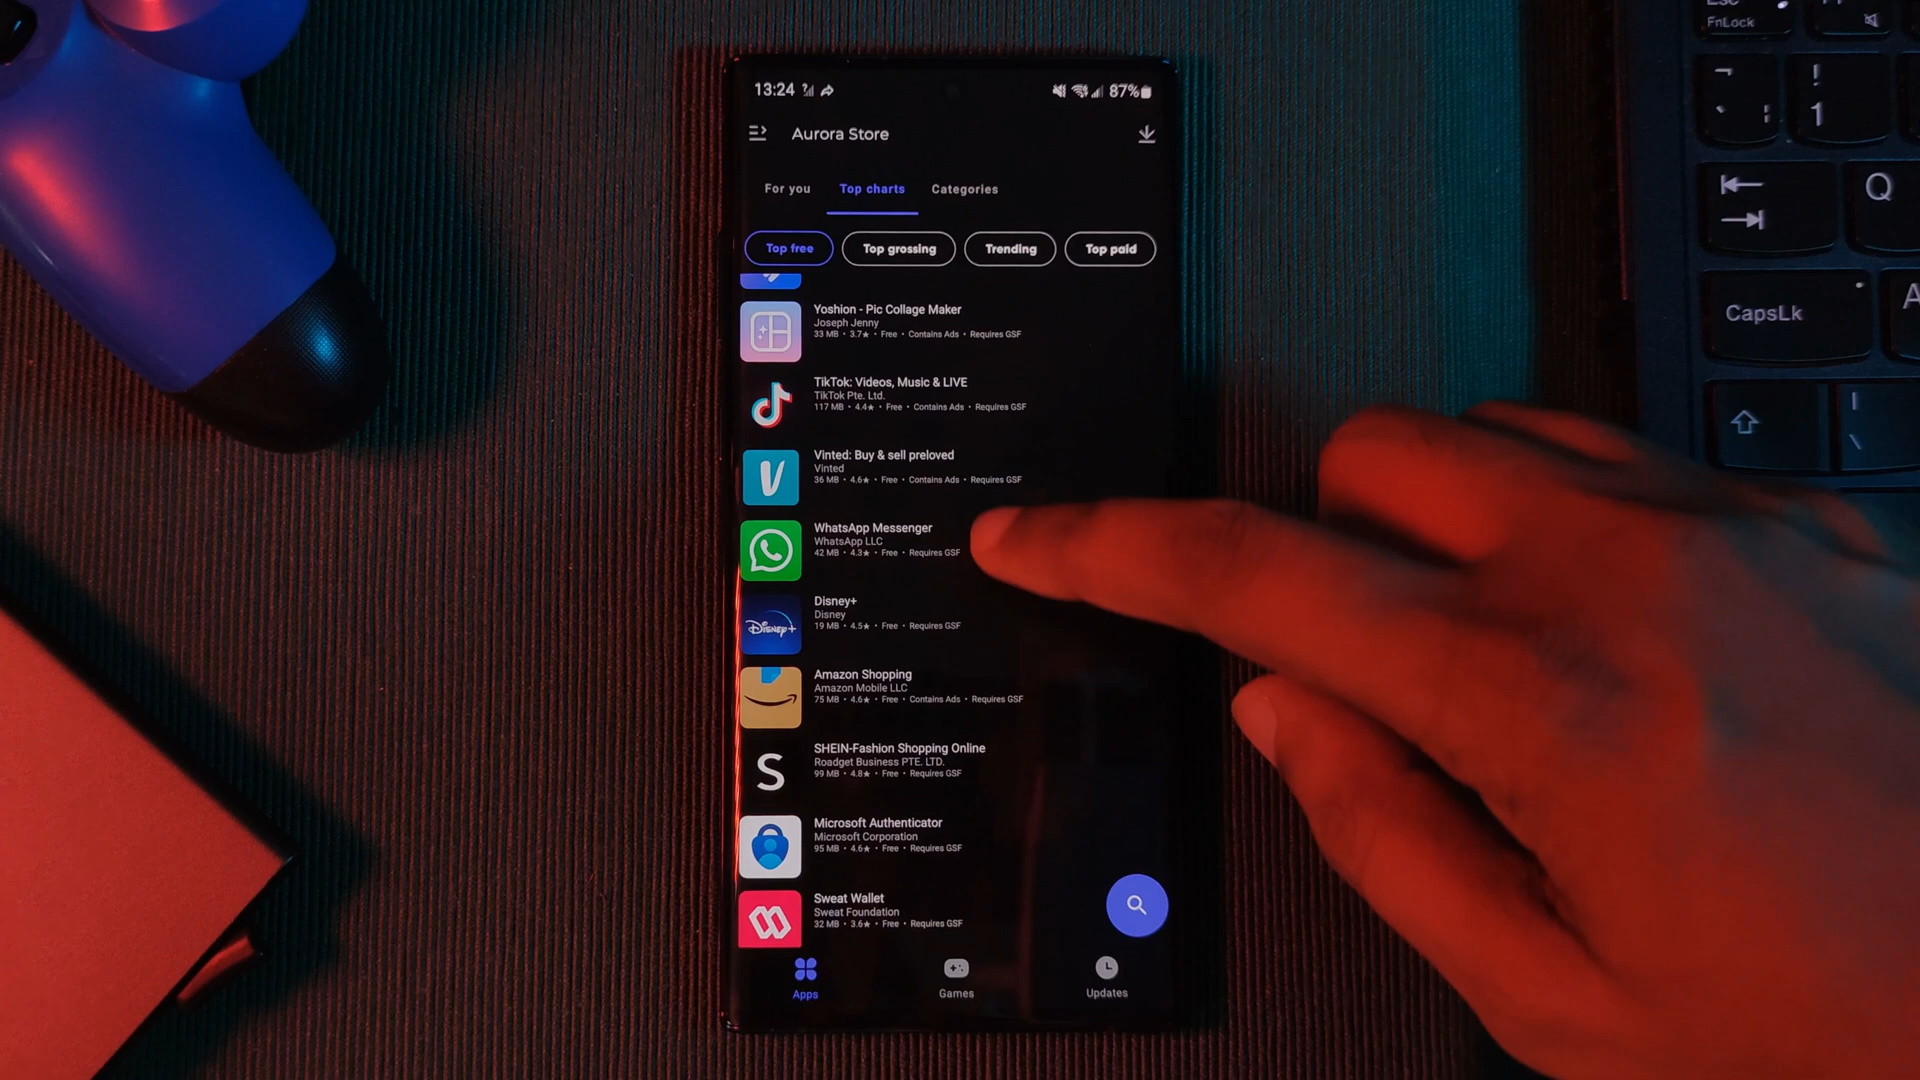 13:24 87%
Aurora Store
For you Top charts Categories
Top free Top grossing Trending Top paid
Yoshion - Pic Collage Maker
Joseph Jenny
33 MB • 3.7★ • Free • Contains Ads • Requires GSF
TikTok: Videos, Music & LIVE
TikTok Pte. Ltd.
117 MB • 4.4★ • Free • Contains Ads • Requires GSF
Vinted: Buy & sell preloved
Vinted
36 MB • 4.6★ • Free • Contains Ads • Requires GSF
WhatsApp Messenger
WhatsApp LLC
42 MB • 4.3★ • Free • Requires GSF
Disney+
Disney+
Disney
19 MB • 4.5★ • Free • Requires GSF
Amazon Shopping
Amazon Mobile LLC
75 MB • 4.6★ • Free • Contains Ads • Requires GSF
S
SHEIN-Fashion Shopping Online
Roadget Business PTE. LTD.
99 MB • 4.8★ • Free • Requires GSF
Microsoft Authenticator
Microsoft Corporation
95 MB • 4.6★ • Free • Requires GSF
Sweat Wallet
Sweat Foundation
32 MB • 3.6★ • Free • Requires GSF
Apps Games Updates
FnLock
! 1
Q
CapsLk A